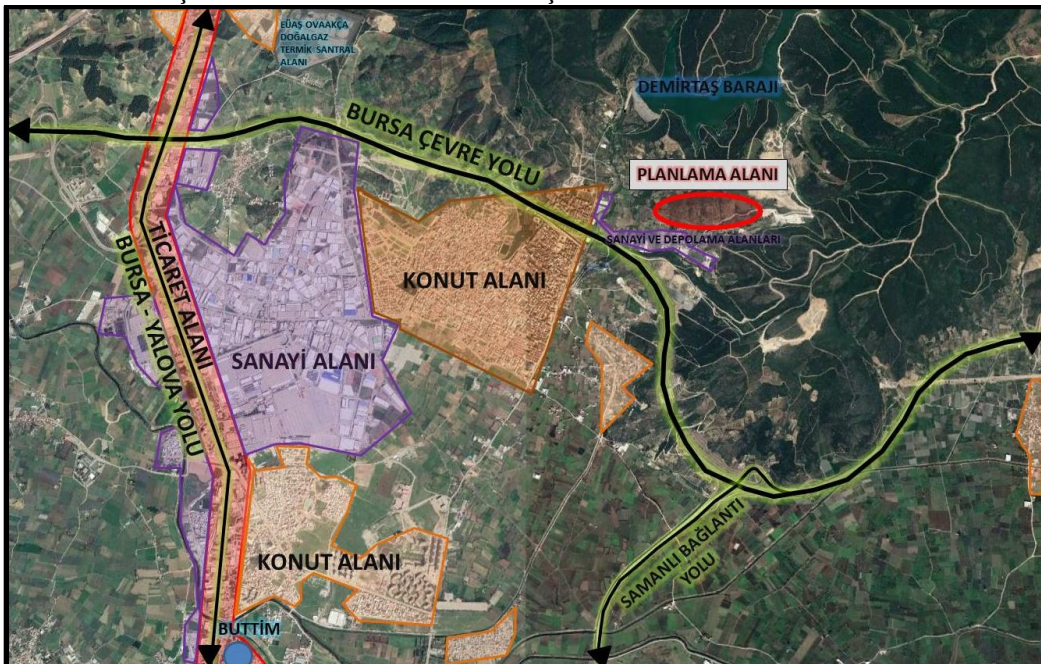 EÜAŞ OVAAKÇA
DOĞALGAZ
TERMİK SANTRAL
ALANI
DEMİRTAŞ BARAJI
BURSA ÇEVRE YOLU
PLANLAMA ALANI
SANAYİ VE DEPOLAMA ALANLARI
TİCARET ALANI
BURSA - YALOVA YOLU
KONUT ALANI
SANAYİ ALANI
KONUT ALANI
SAMANLI BAĞLANTI
YOLU
BUTTİM